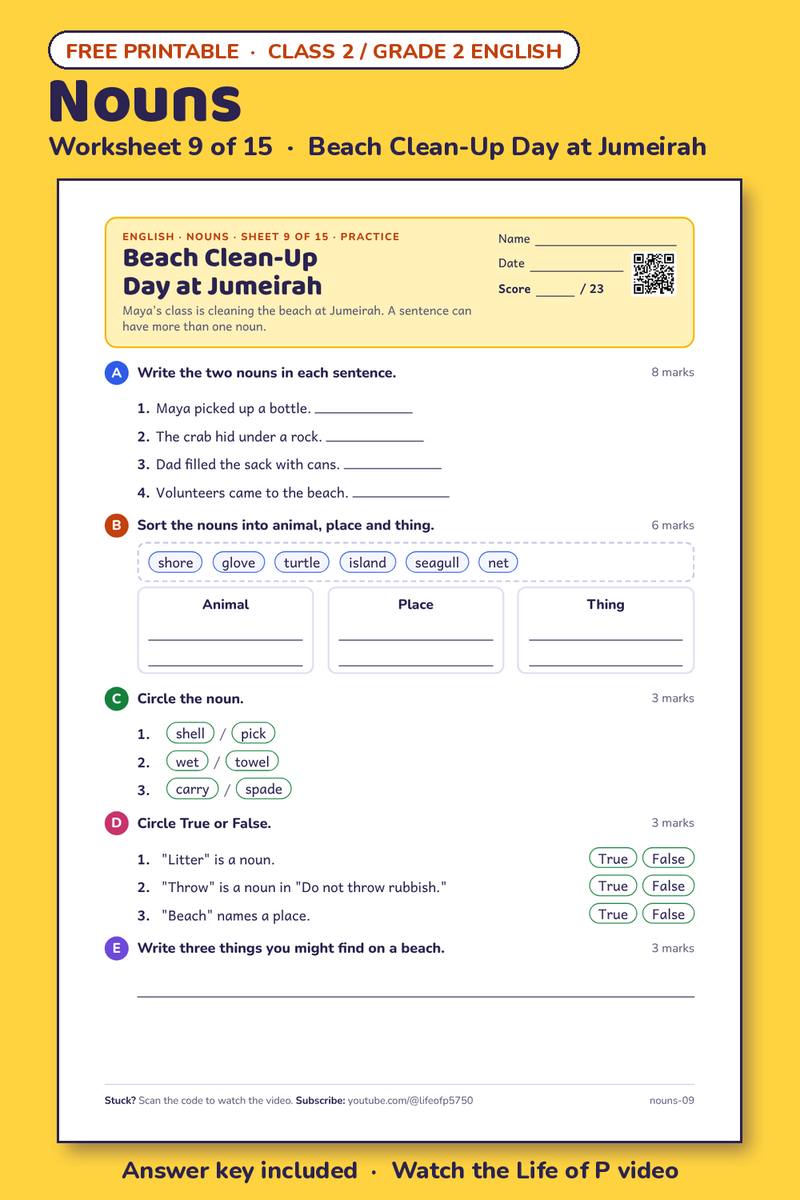 FREE PRINTABLE · CLASS 2 / GRADE 2 ENGLISH
Nouns
Worksheet 9 of 15 · Beach Clean-Up Day at Jumeirah
ENGLISH · NOUNS · SHEET 9 OF 15 · PRACTICE
Beach Clean-Up
Day at Jumeirah
Maya's class is cleaning the beach at Jumeirah. A sentence can
have more than one noun.
Name ____________________
Date ____________________
Score ______ / 23
A Write the two nouns in each sentence. 8 marks
1. Maya picked up a bottle. ______________
2. The crab hid under a rock. ______________
3. Dad filled the sack with cans. ______________
4. Volunteers came to the beach. ______________
B Sort the nouns into animal, place and thing. 6 marks
shore glove turtle island seagull net
Animal Place Thing
C Circle the noun. 3 marks
1. shell / pick
2. wet / towel
3. carry / spade
D Circle True or False. 3 marks
1. "Litter" is a noun. True False
2. "Throw" is a noun in "Do not throw rubbish." True False
3. "Beach" names a place. True False
E Write three things you might find on a beach. 3 marks
Stuck? Scan the code to watch the video. Subscribe: youtube.com/@lifeofp5750 nouns-09
Answer key included · Watch the Life of P video